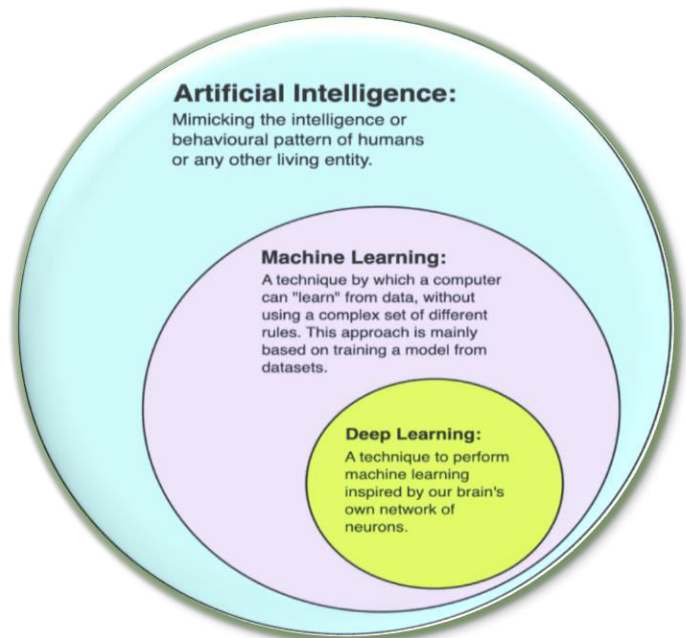 Artificial Intelligence:
Mimicking the intelligence or
behavioural pattern of humans
or any other living entity.
Machine Learning:
A technique by which a computer
can "learn" from data, without
using a complex set of different
rules. This approach is mainly
based on training a model from
datasets.
Deep Learning:
A technique to perform
machine learning
inspired by our brain's
own network of
neurons.